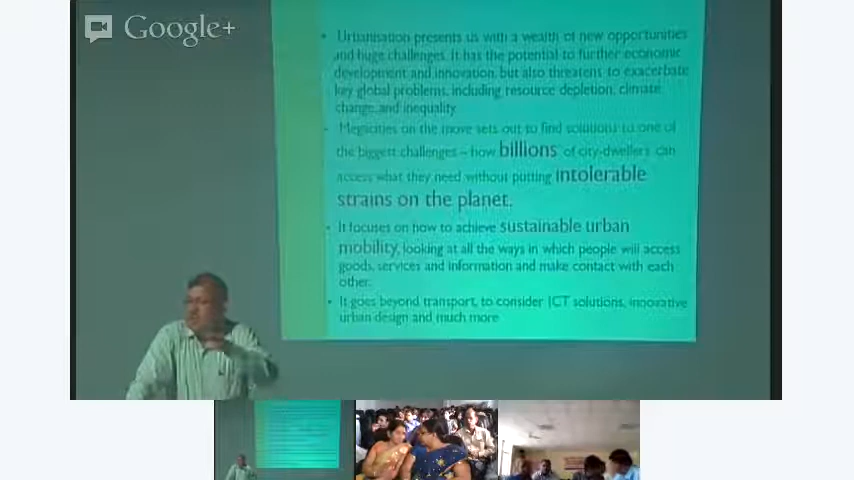 Google+
• Urbanisation presents us with a wealth of new opportunities
and huge challenges. It has the potential to further economic
development and innovation, but also threatens to exacerbate
key global problems, including resource depletion, climate
change, and inequality.
• Megacities on the move sets out to find solutions to one of
the biggest challenges – how billions of city-dwellers can
access what they need without putting intolerable
strains on the planet.
• It focuses on how to achieve sustainable urban
mobility, looking at all the ways in which people will access
goods, services and information and make contact with each
other.
• It goes beyond transport, to consider ICT solutions, innovative
urban design and much more